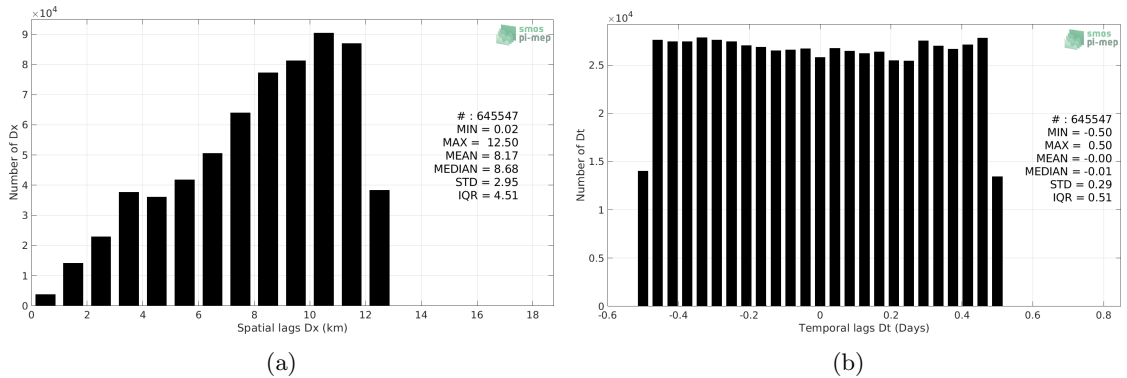 ×10⁴
smos
pi-mep
9
8
7
6
5
4
3
2
1
0
Number of Dx
# : 645547
MIN = 0.02
MAX = 12.50
MEAN = 8.17
MEDIAN = 8.68
STD = 2.95
IQR = 4.51
0 2 4 6 8 10 12 14 16 18
Spatial lags Dx (km)
(a)
×10⁴
smos
pi-mep
2.5
2
1.5
1
0.5
0
Number of Dt
# : 645547
MIN = -0.50
MAX = 0.50
MEAN = -0.00
MEDIAN = -0.01
STD = 0.29
IQR = 0.51
-0.6 -0.4 -0.2 0 0.2 0.4 0.6 0.8
Temporal lags Dt (Days)
(b)